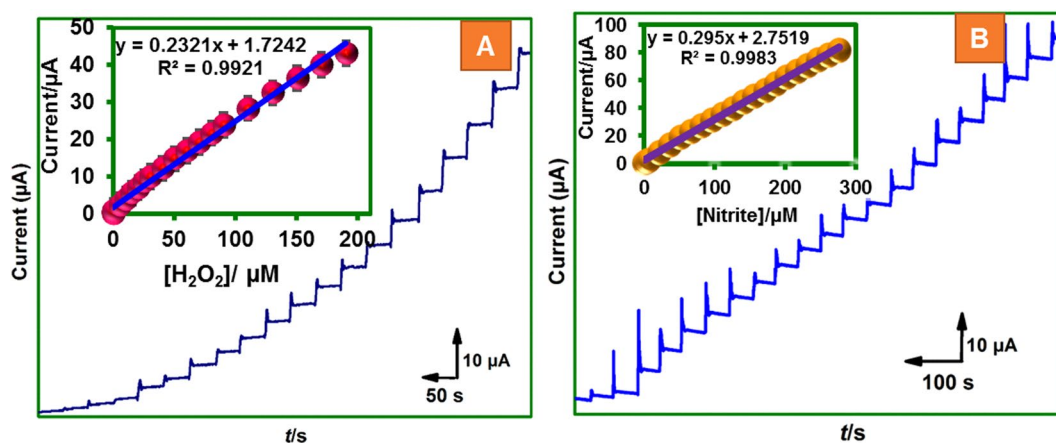 A
y = 0.2321x + 1.7242
R² = 0.9921
Current/µA
50
40
30
20
10
0
0
50
100
150
200
[H₂O₂]/ µM
Current (µA)
10 µA
50 s
t/s
B
y = 0.295x + 2.7519
R² = 0.9983
Current/µA
100
80
60
40
20
0
0
100
200
300
[Nitrite]/µM
Current (µA)
10 µA
100 s
t/s